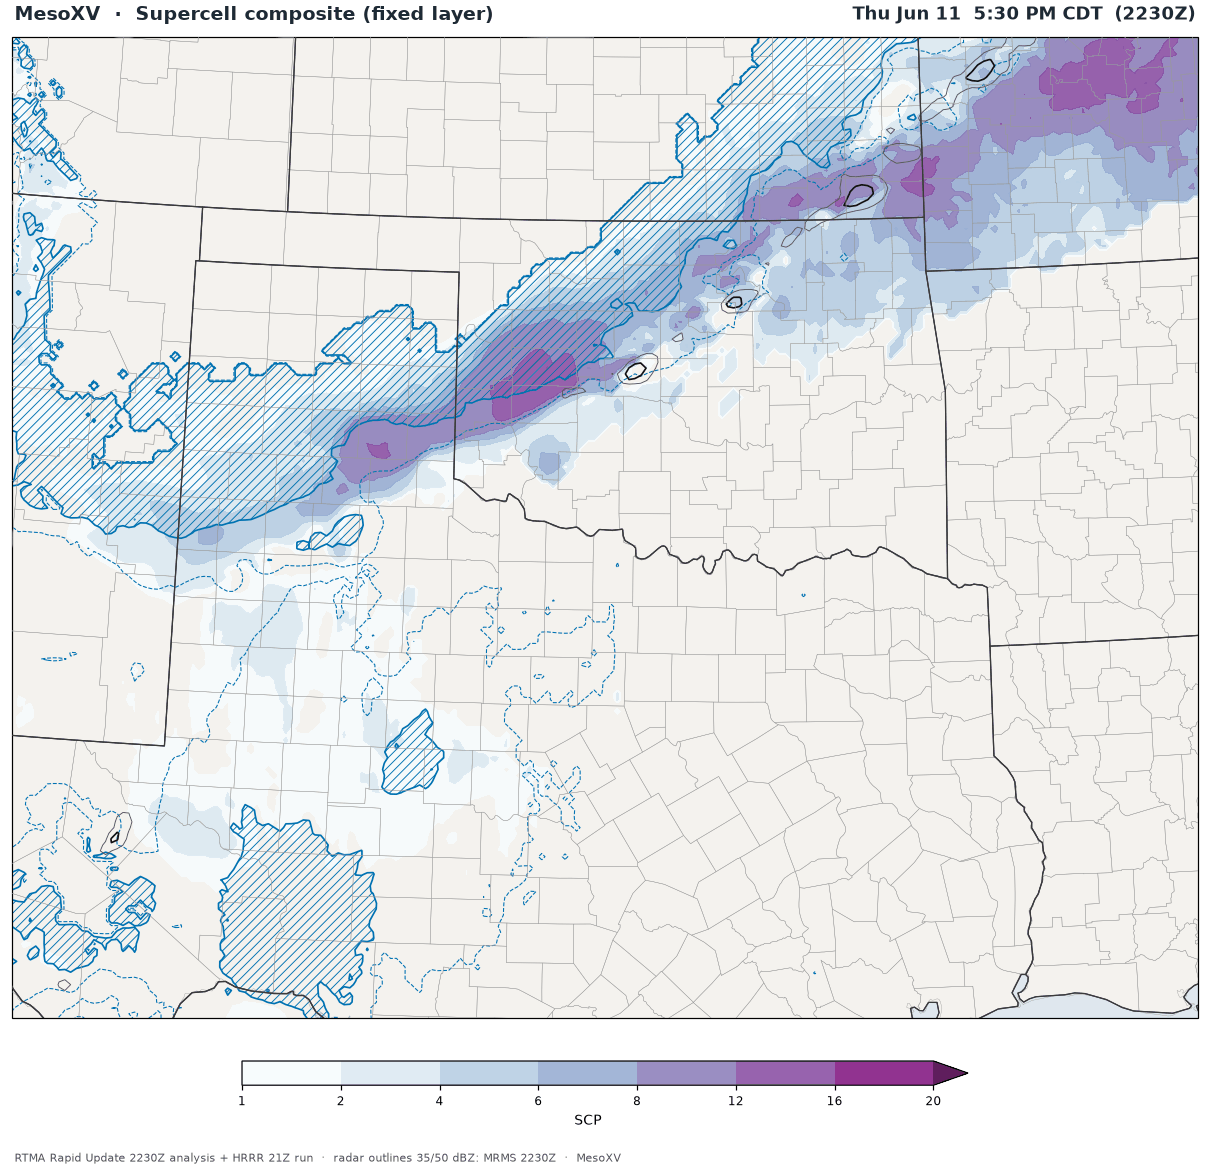 MesoXV · Supercell composite (fixed layer)
Thu Jun 11 5:30 PM CDT (2230Z)
1 2 4 6 8 12 16 20
SCP
RTMA Rapid Update 2230Z analysis + HRRR 21Z run · radar outlines 35/50 dBZ: MRMS 2230Z · MesoXV